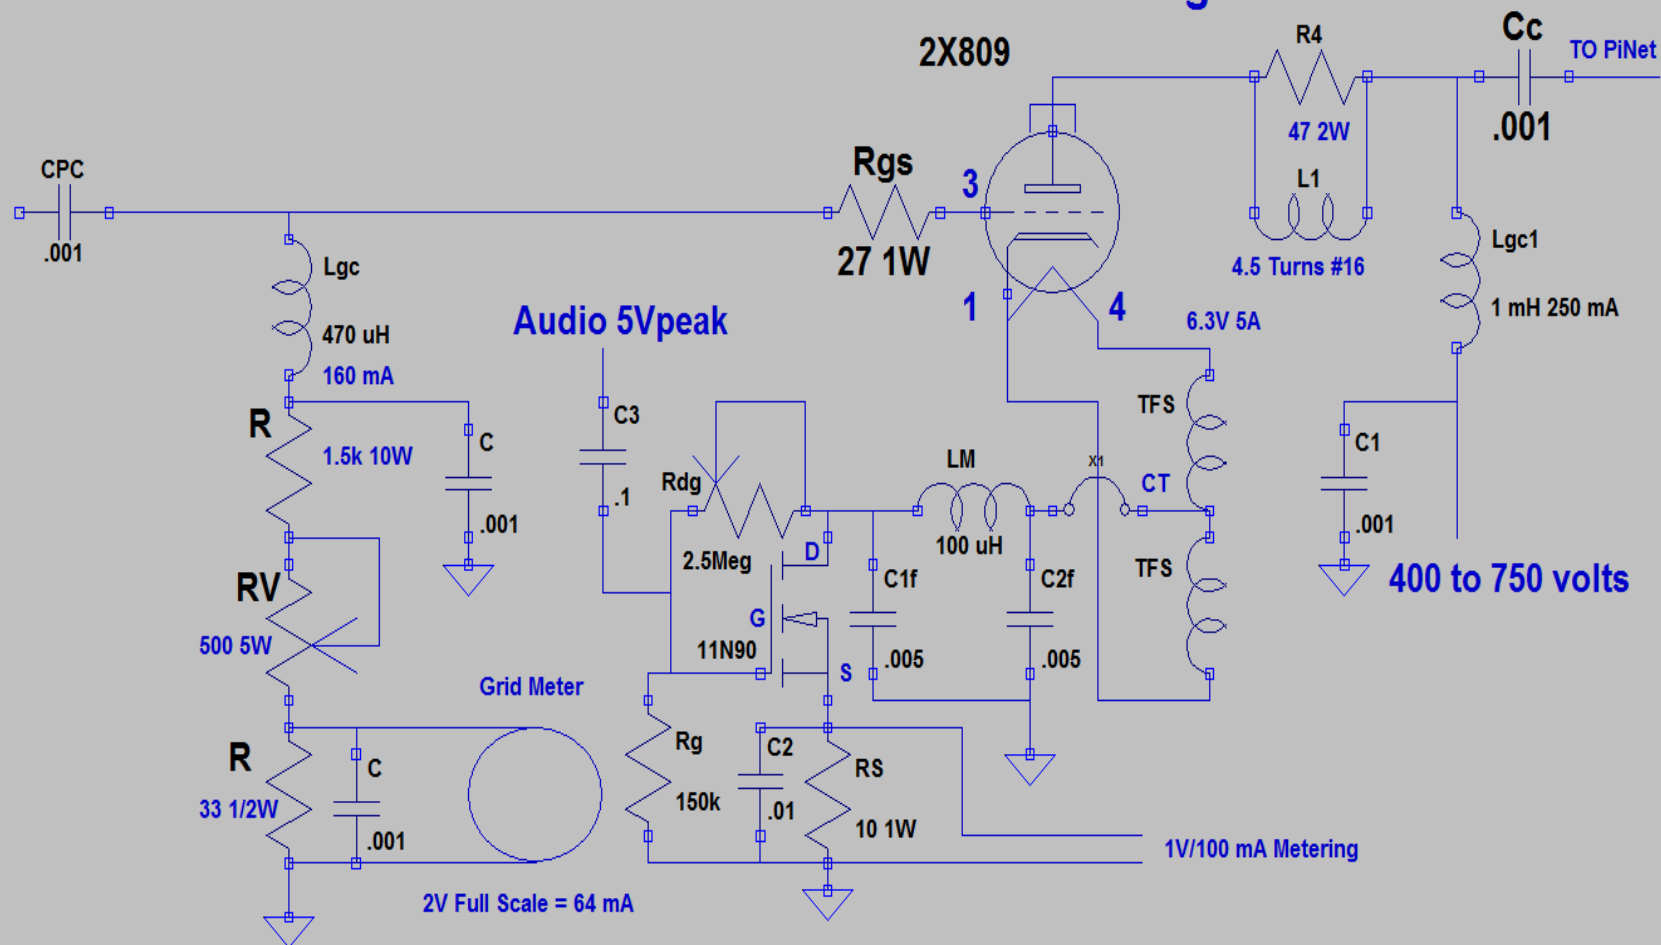 g
2X809
R4
Cc
TO PiNet
47 2W
.001
CPC
Rgs
3
L1
.001
27 1W
4.5 Turns #16
Lgc1
1 mH 250 mA
Lgc
470 uH
160 mA
Audio 5Vpeak
1
4
6.3V 5A
R
1.5k 10W
C
.001
C3
.1
Rdg
2.5Meg
LM
100 uH
X1
CT
TFS
TFS
C1
.001
400 to 750 volts
RV
500 5W
D
G
11N90
S
C1f
.005
C2f
.005
Grid Meter
R
33 1/2W
C
.001
Rg
150k
C2
.01
RS
10 1W
1V/100 mA Metering
2V Full Scale = 64 mA